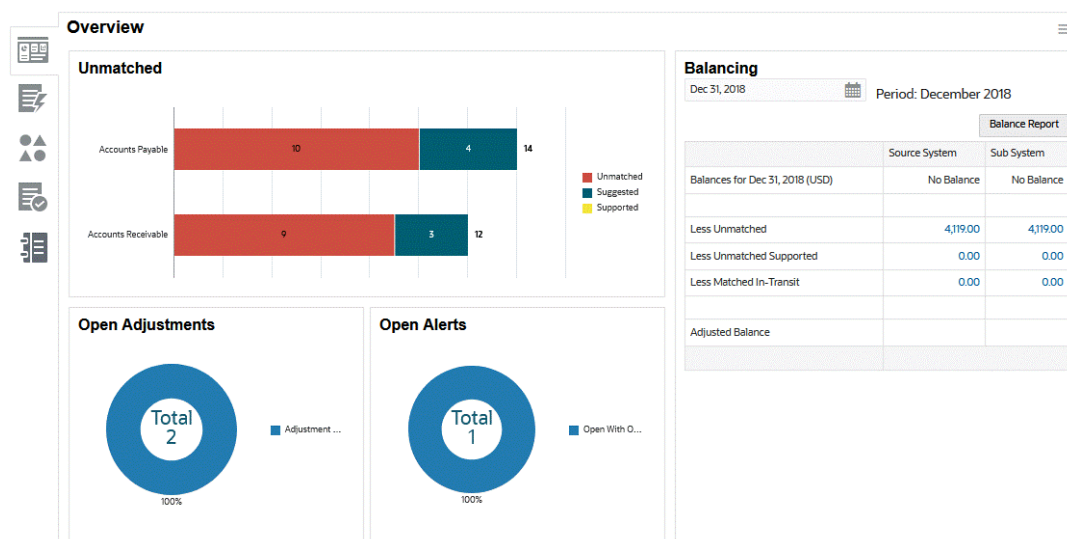 Overview
Unmatched
Accounts Payable 10 4 14
Accounts Receivable 9 3 12
Unmatched
Suggested
Supported
Open Adjustments
Total
2
100%
Adjustment ...
Open Alerts
Total
1
100%
Open With O...
Balancing
Dec 31, 2018 Period: December 2018
Balance Report
Source System Sub System
Balances for Dec 31, 2018 (USD) No Balance No Balance
Less Unmatched 4,119.00 4,119.00
Less Unmatched Supported 0.00 0.00
Less Matched In-Transit 0.00 0.00
Adjusted Balance